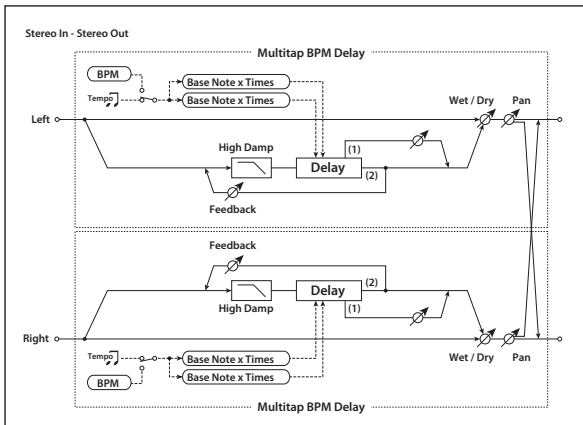 Stereo In - Stereo Out
Multitap BPM Delay
BPM
Base Note x Times
Tempo
Base Note x Times
Wet / Dry
Pan
Left
High Damp
(1)
Delay
(2)
Feedback
Feedback
Delay
(2)
High Damp
(1)
Right
Tempo
Base Note x Times
Wet / Dry
Pan
BPM
Base Note x Times
Multitap BPM Delay